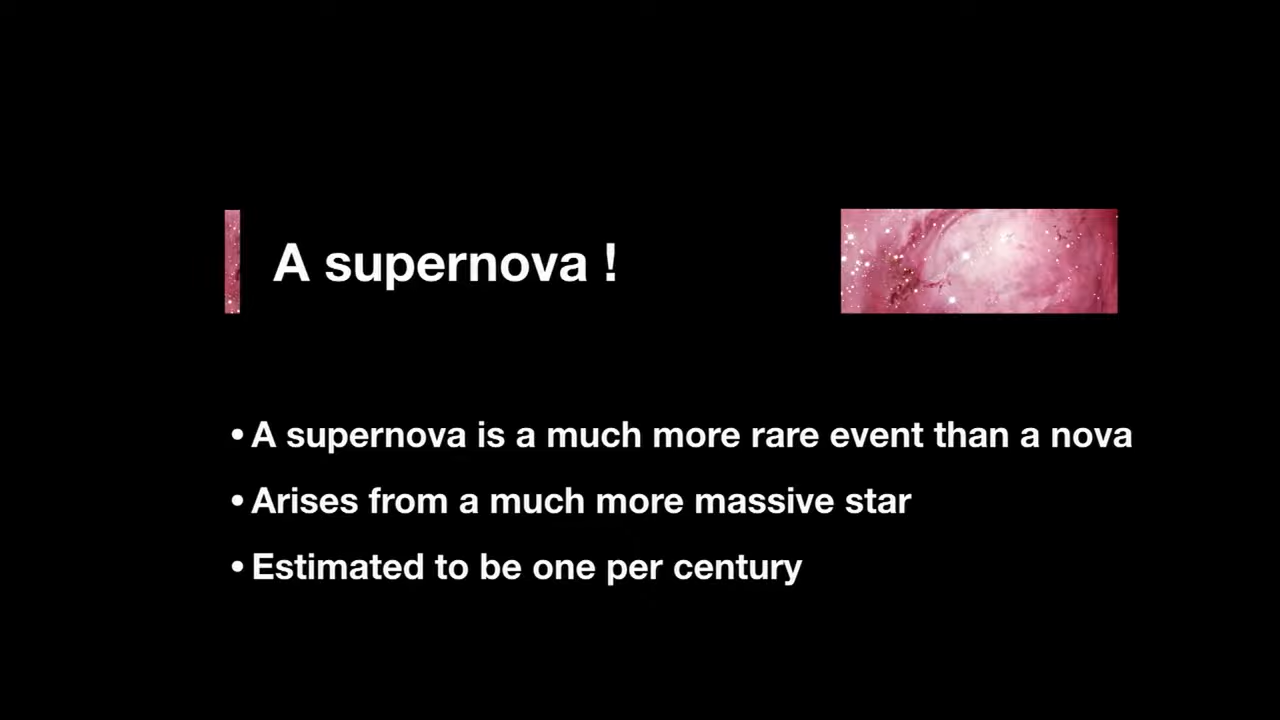 A supernova !
• A supernova is a much more rare event than a nova
• Arises from a much more massive star
• Estimated to be one per century